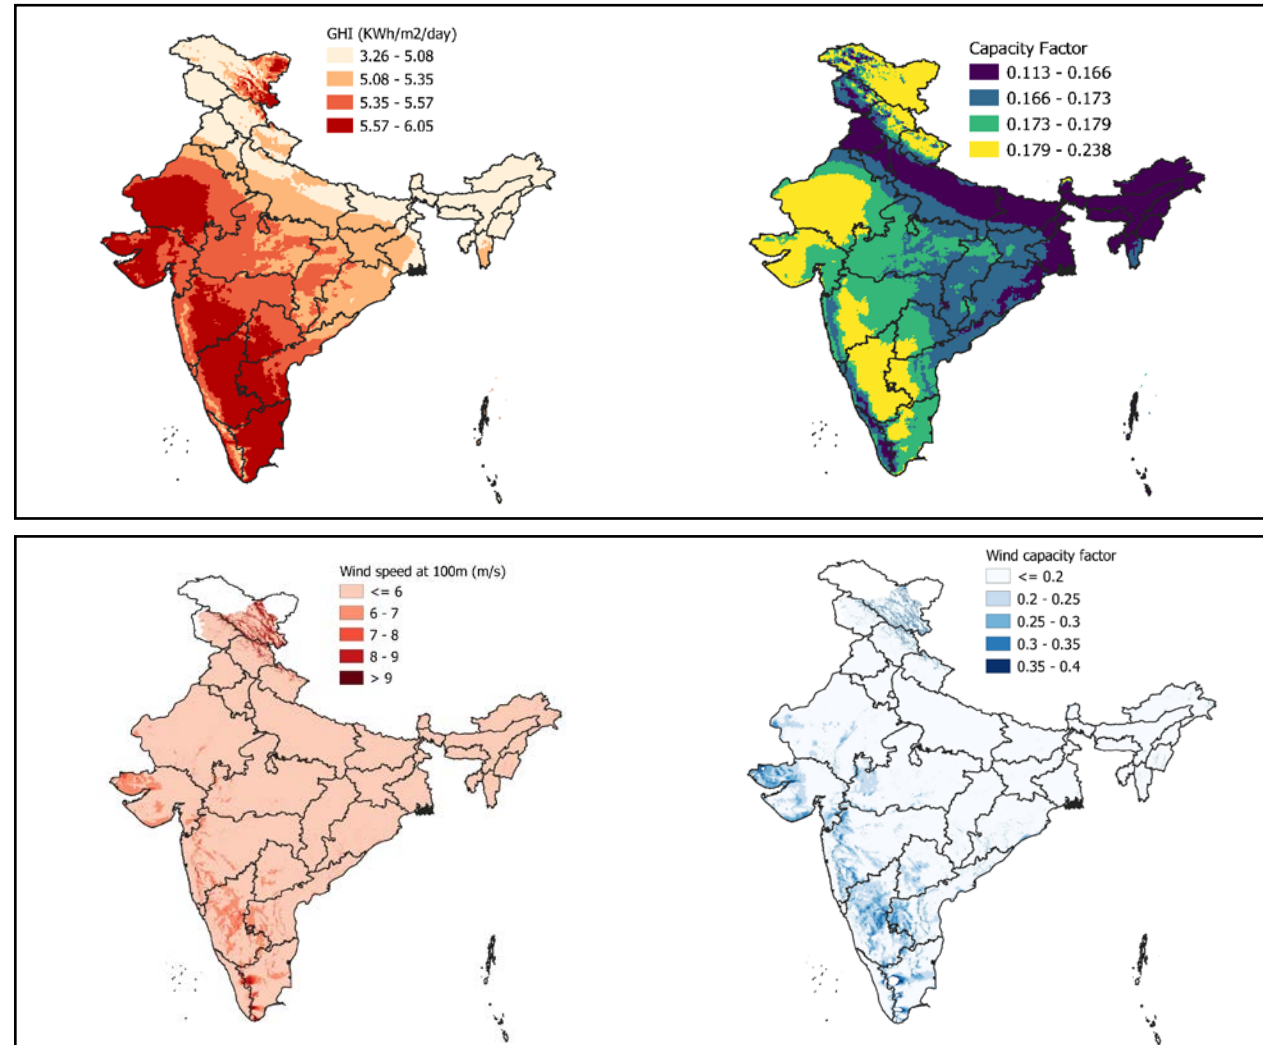 GHI (KWh/m2/day)
3.26 - 5.08
5.08 - 5.35
5.35 - 5.57
5.57 - 6.05
Capacity Factor
0.113 - 0.166
0.166 - 0.173
0.173 - 0.179
0.179 - 0.238
Wind speed at 100m (m/s)
<= 6
6 - 7
7 - 8
8 - 9
> 9
Wind capacity factor
<= 0.2
0.2 - 0.25
0.25 - 0.3
0.3 - 0.35
0.35 - 0.4